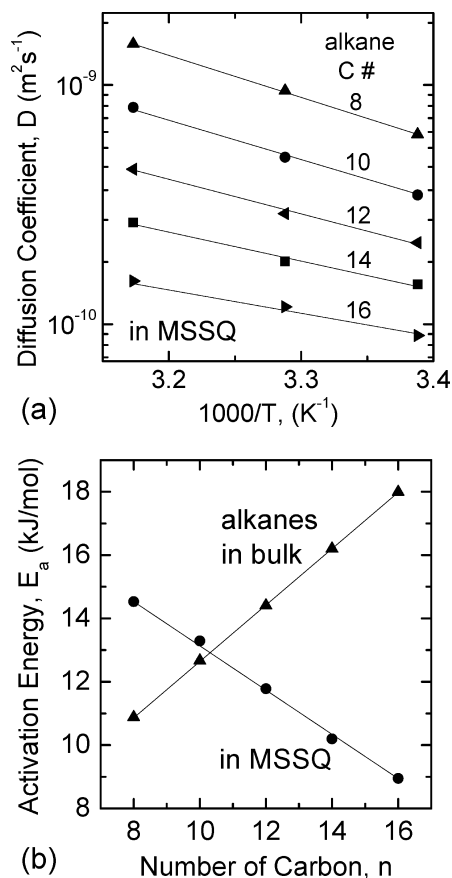 alkane
C #
8
10
12
14
16
in MSSQ
10⁻⁹
10⁻¹⁰
Diffusion Coefficient, D (m²s⁻¹)
3.2 3.3 3.4
1000/T, (K⁻¹)
(a)
18
16
14
12
10
8
Activation Energy, Eₐ (kJ/mol)
alkanes
in bulk
in MSSQ
8 10 12 14 16
Number of Carbon, n
(b)